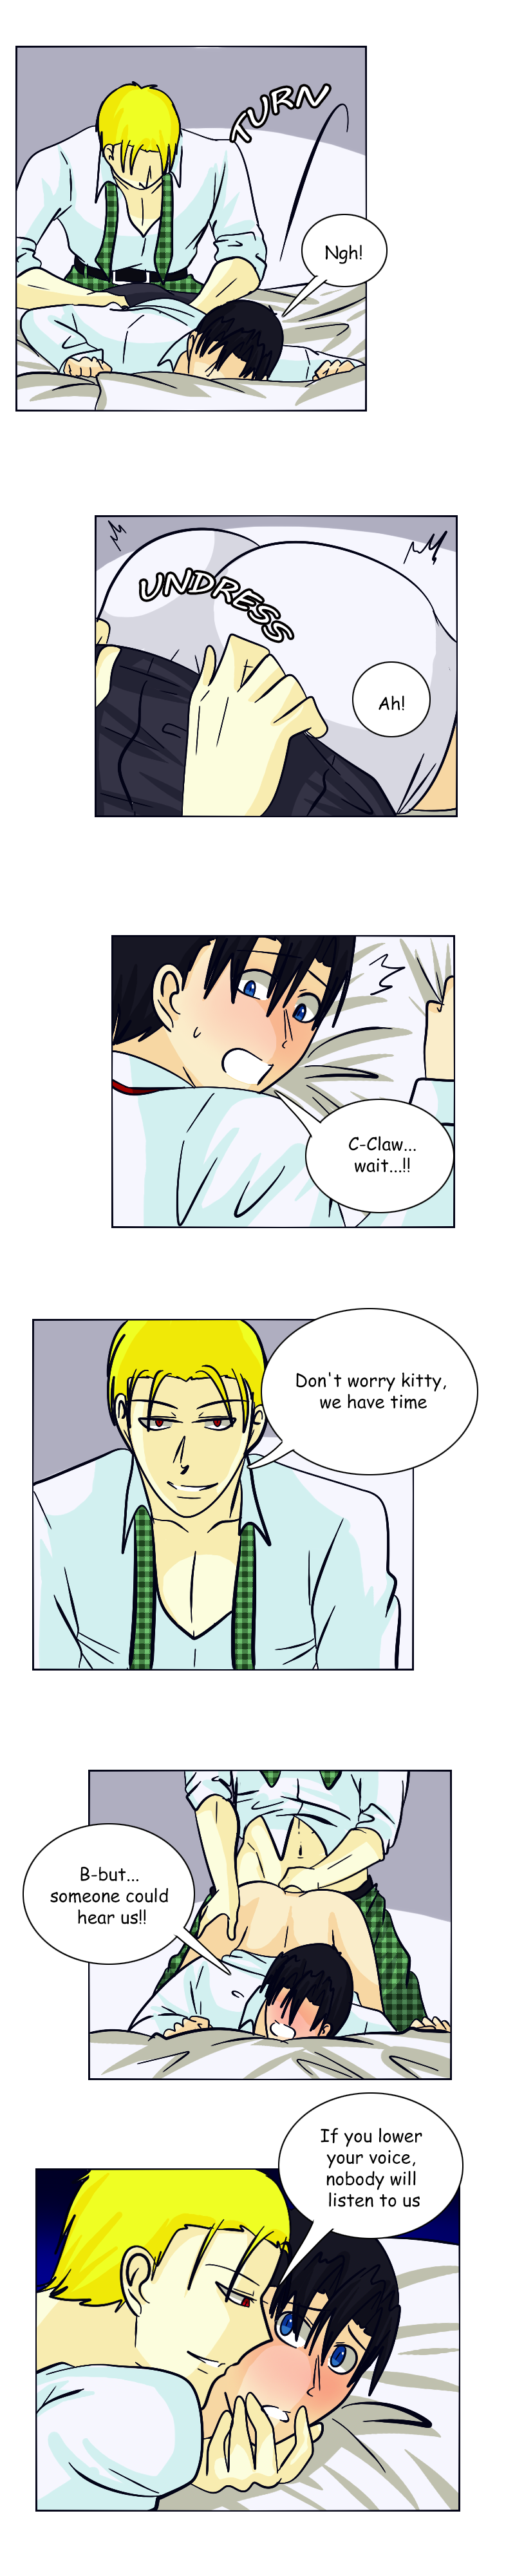 TURN
Ngh!
UNDRESS
Ah!
C-Claw...
wait...!!
Don't worry kitty,
we have time
B-but...
someone could
hear us!!
If you lower
your voice,
nobody will
listen to us